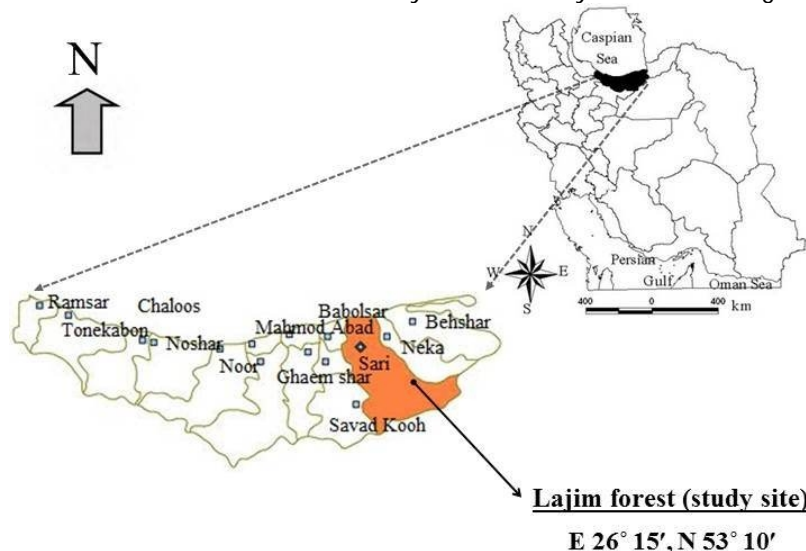 Caspian
Sea
N
N
W E
S
Persian
Gulf
Oman Sea
400 0 400
km
Ramsar
Chaloos
Babolsar
Tonekabon
Noshar
Mahmod Abad
Behshar
Neka
Noor
Ghaem shar
Sari
Savad Kooh
Lajim forest (study site)
E 26° 15′, N 53° 10′